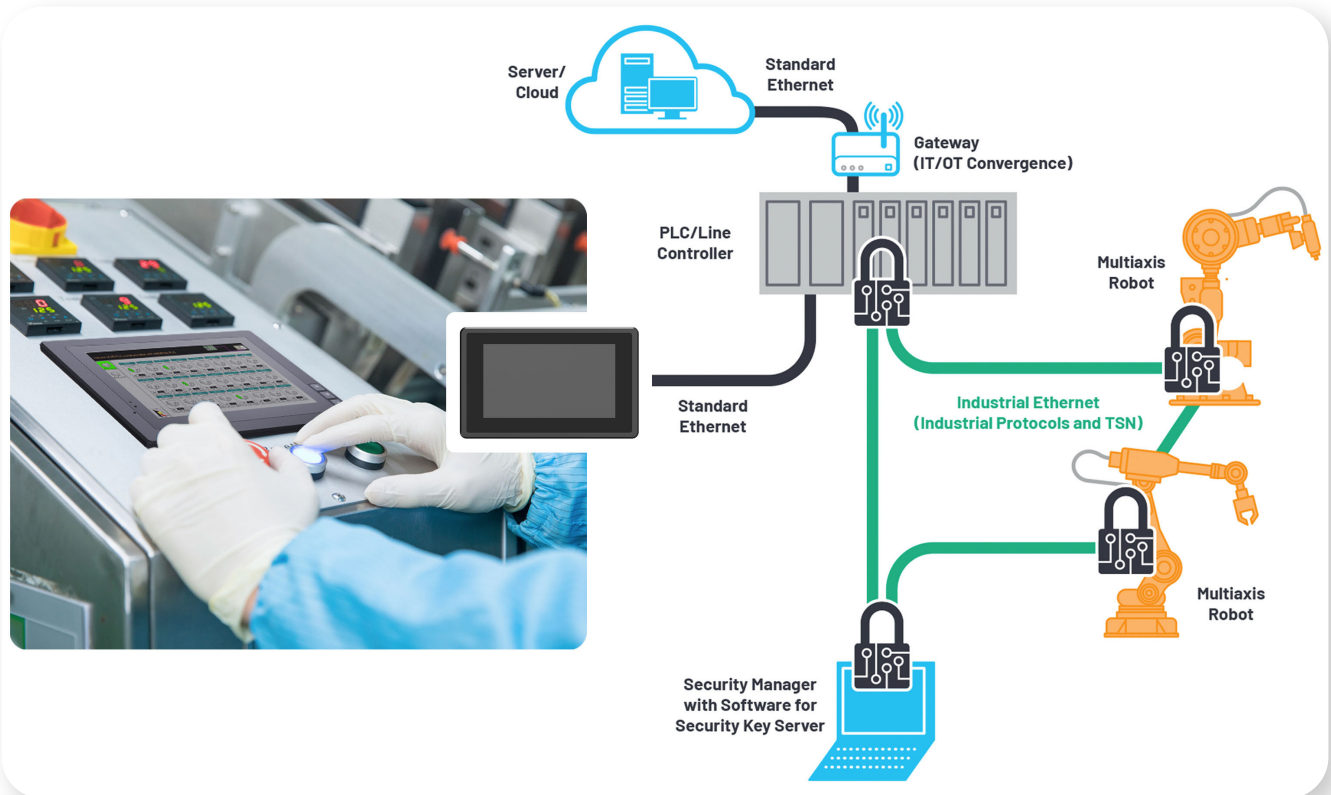 Server/
Cloud
Standard
Ethernet
Gateway
(IT/OT Convergence)
PLC/Line
Controller
Multiaxis
Robot
Standard
Ethernet
Industrial Ethernet
(Industrial Protocols and TSN)
Multiaxis
Robot
Security Manager
with Software for
Security Key Server